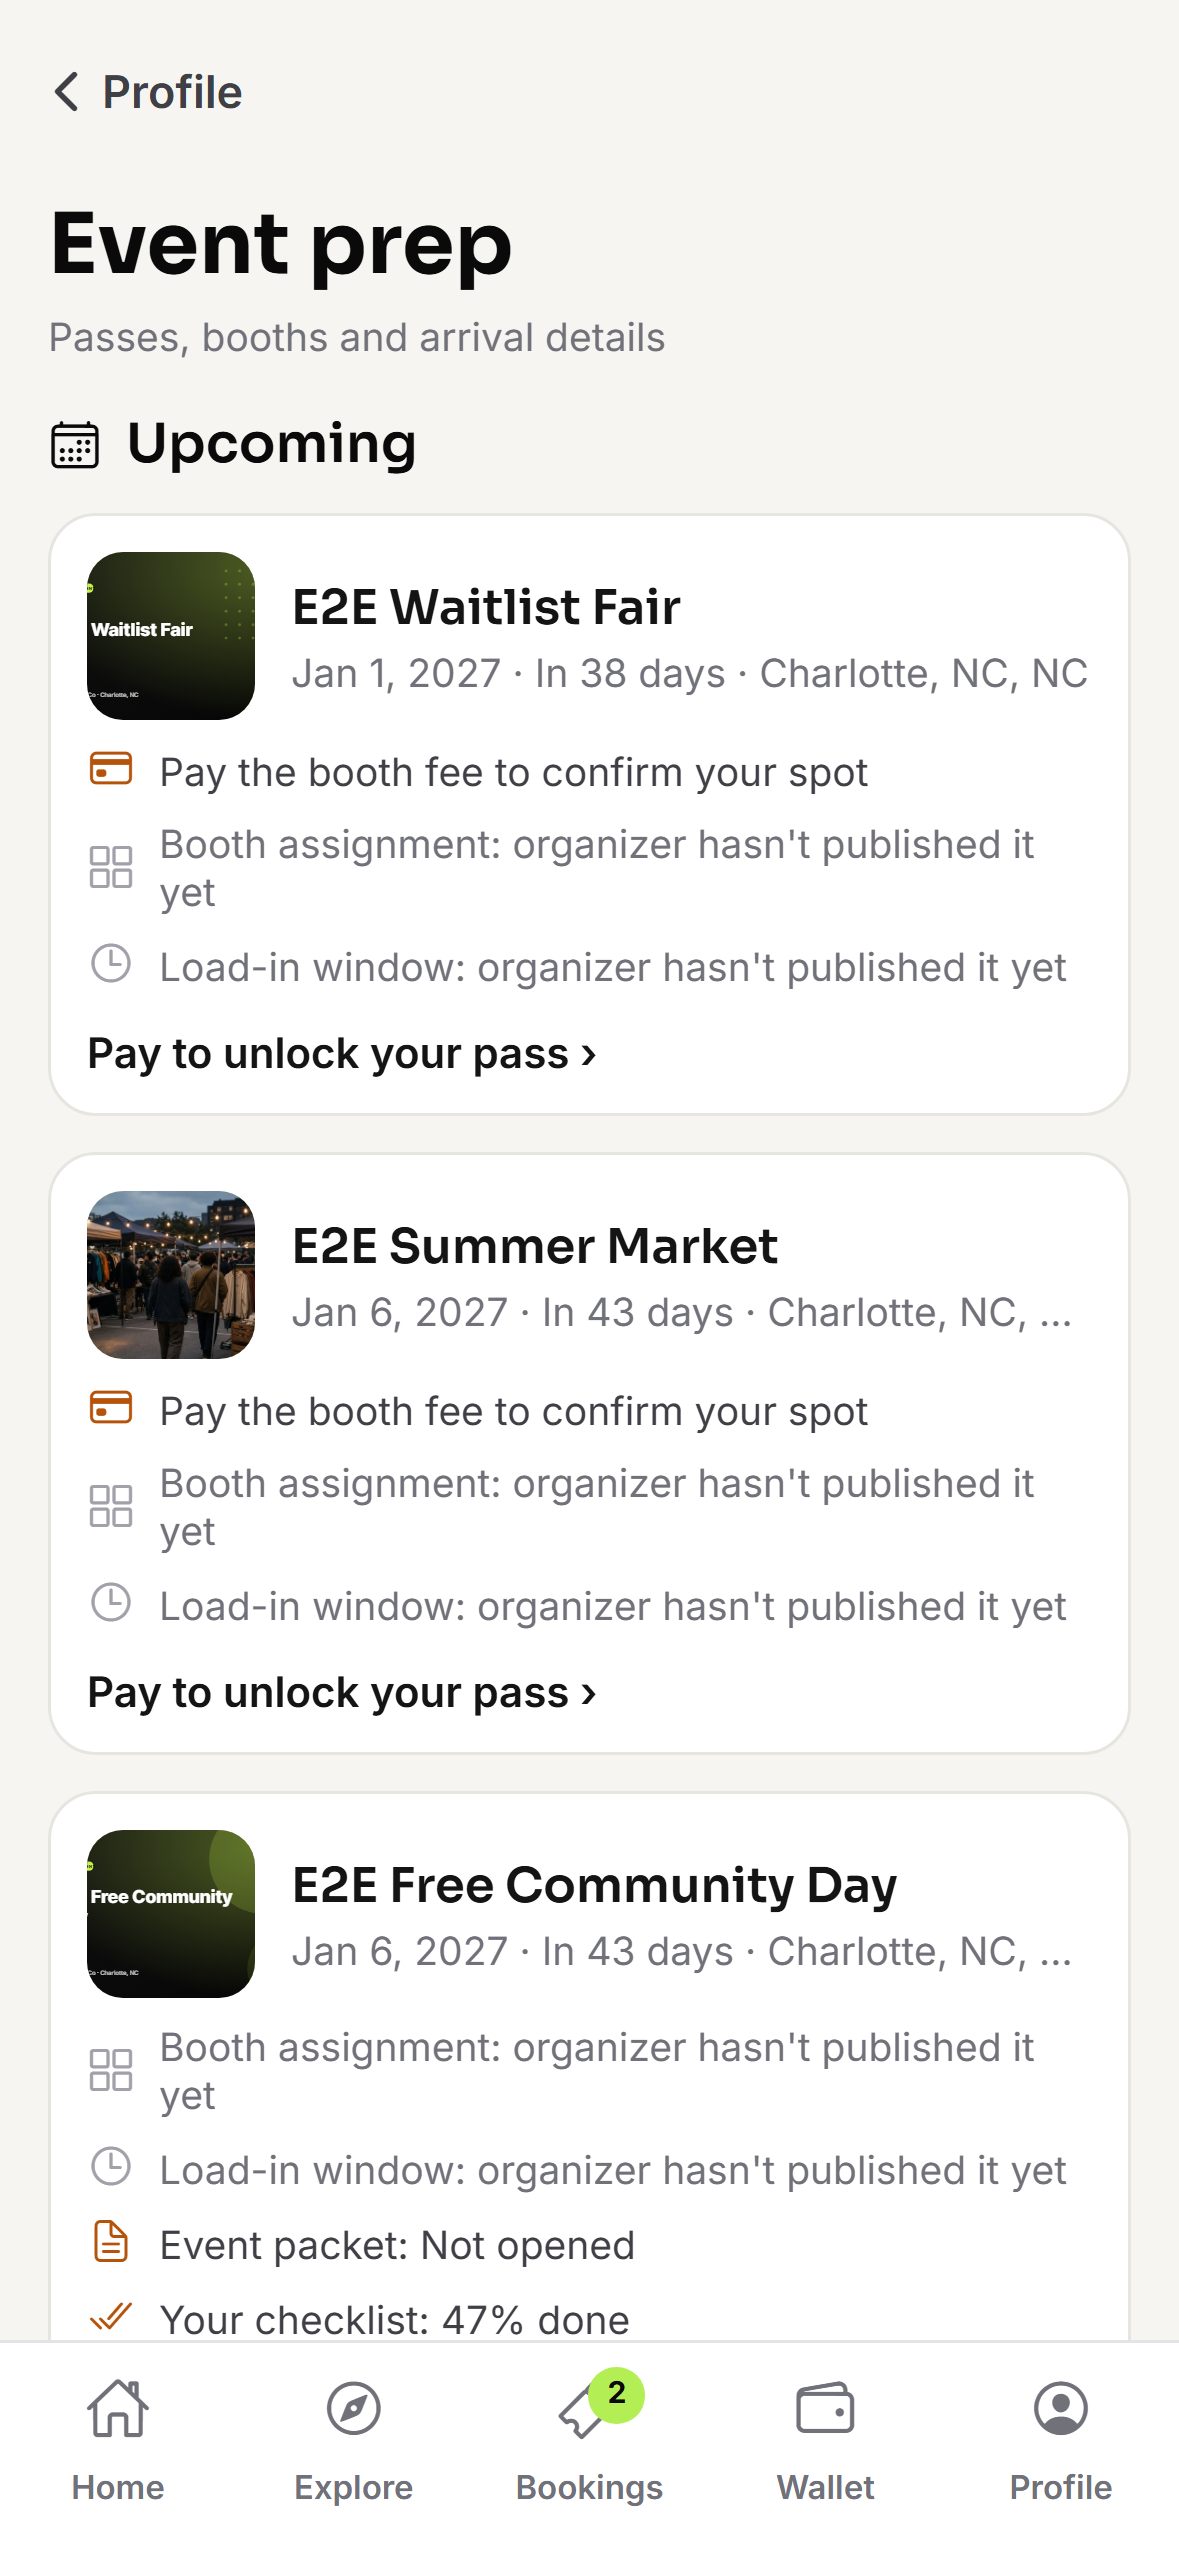 Profile
Event prep
Passes, booths and arrival details
Upcoming
Waitlist Fair
Co · Charlotte, NC
E2E Waitlist Fair
Jan 1, 2027 · In 38 days · Charlotte, NC, NC
Pay the booth fee to confirm your spot
Booth assignment: organizer hasn't published it
yet
Load-in window: organizer hasn't published it yet
Pay to unlock your pass ›
E2E Summer Market
Jan 6, 2027 · In 43 days · Charlotte, NC, ...
Pay the booth fee to confirm your spot
Booth assignment: organizer hasn't published it
yet
Load-in window: organizer hasn't published it yet
Pay to unlock your pass ›
Free Community
Co · Charlotte, NC
E2E Free Community Day
Jan 6, 2027 · In 43 days · Charlotte, NC, ...
Booth assignment: organizer hasn't published it
yet
Load-in window: organizer hasn't published it yet
Event packet: Not opened
Your checklist: 47% done
2
Home
Explore
Bookings
Wallet
Profile